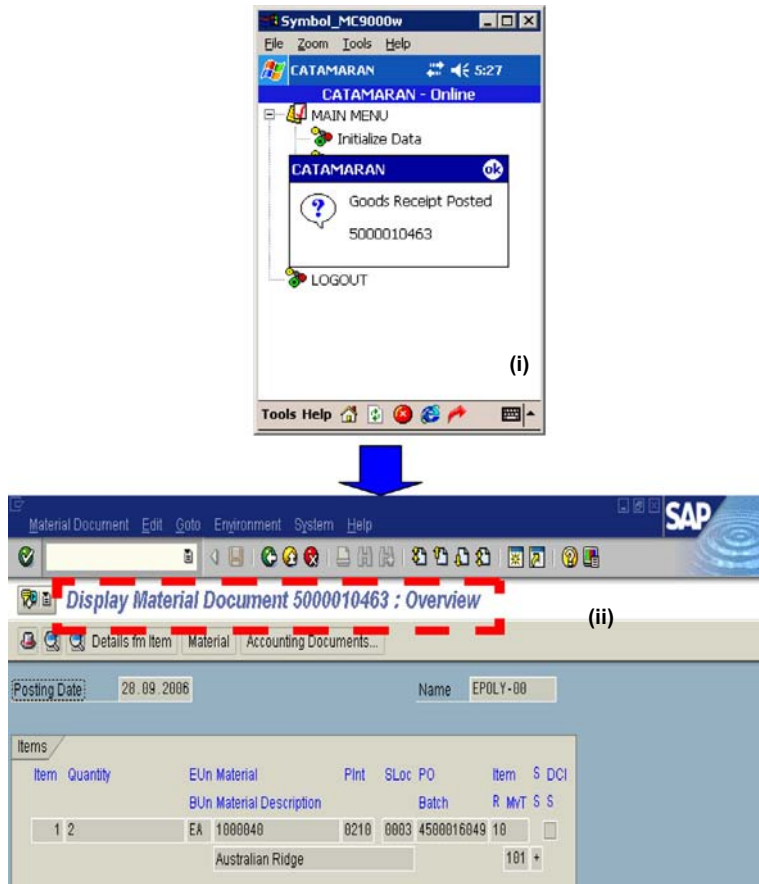 Symbol_MC9000w
File Zoom Tools Help
CATAMARAN 5:27
CATAMARAN - Online
MAIN MENU
Initialize Data
CATAMARAN ok
Goods Receipt Posted
5000010463
LOGOUT
(i)
Tools Help
Material Document Edit Goto Environment System Help
SAP
Display Material Document 5000010463 : Overview
(ii)
Details fm Item Material Accounting Documents...
Posting Date 28.09.2006 Name EPOLY-00
Items
Item Quantity EUn Material Plnt SLoc PO Item S DCI
BUn Material Description Batch R MvT S S
1 2 EA 1000040 0210 0003 4500016049 10
Australian Ridge 101 +